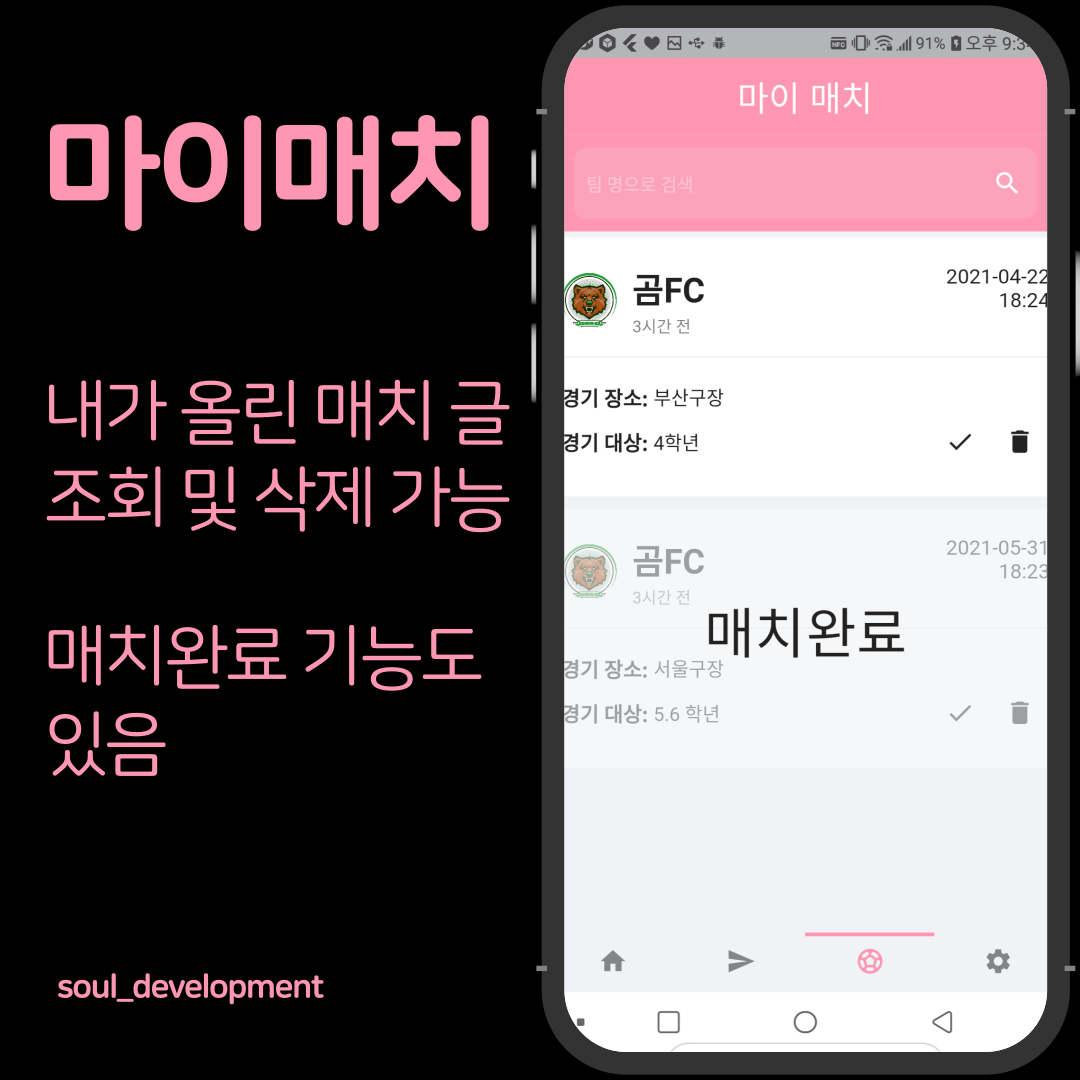 마이매치
내가 올린 매치 글
조회 및 삭제 가능
매치완료 기능도
있음
soul_development
NFC 91% 오후
마이 매치
팀 명으로 검색
곰FC
3시간 전
2021-04-22
18:24
경기 장소: 부산구장
경기 대상: 4학년
곰FC
3시간 전
2021-05-31
18:23
매치완료
경기 장소: 서울구장
경기 대상: 5.6 학년